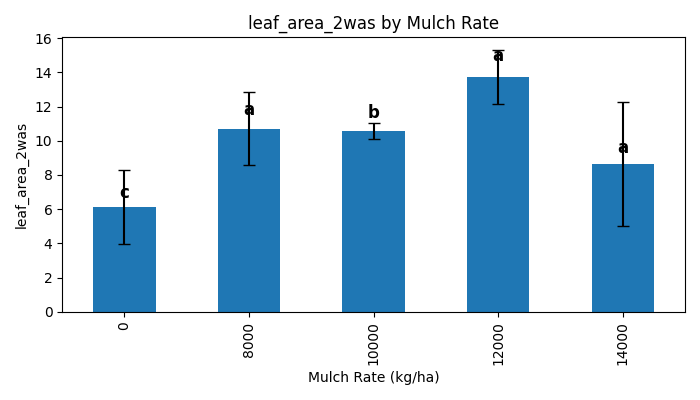 leaf_area_2was by Mulch Rate
16
14
12
10
8
6
4
2
0
leaf_area_2was
c
a
b
a
a
0
8000
10000
12000
14000
Mulch Rate (kg/ha)